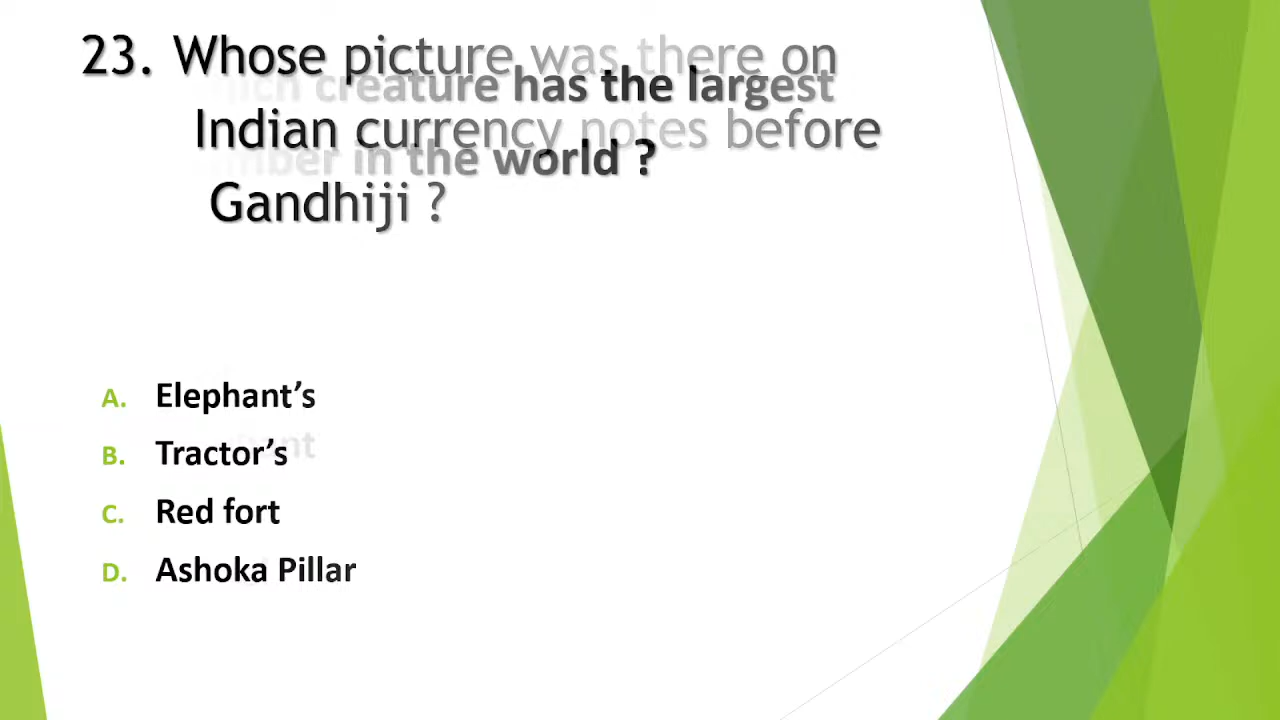 23. Whose picture was there on
creature has the largest
Indian currency notes before
in the world ?
Gandhiji ?
A. Elephant’s
B. Tractor’s
C. Red fort
D. Ashoka Pillar